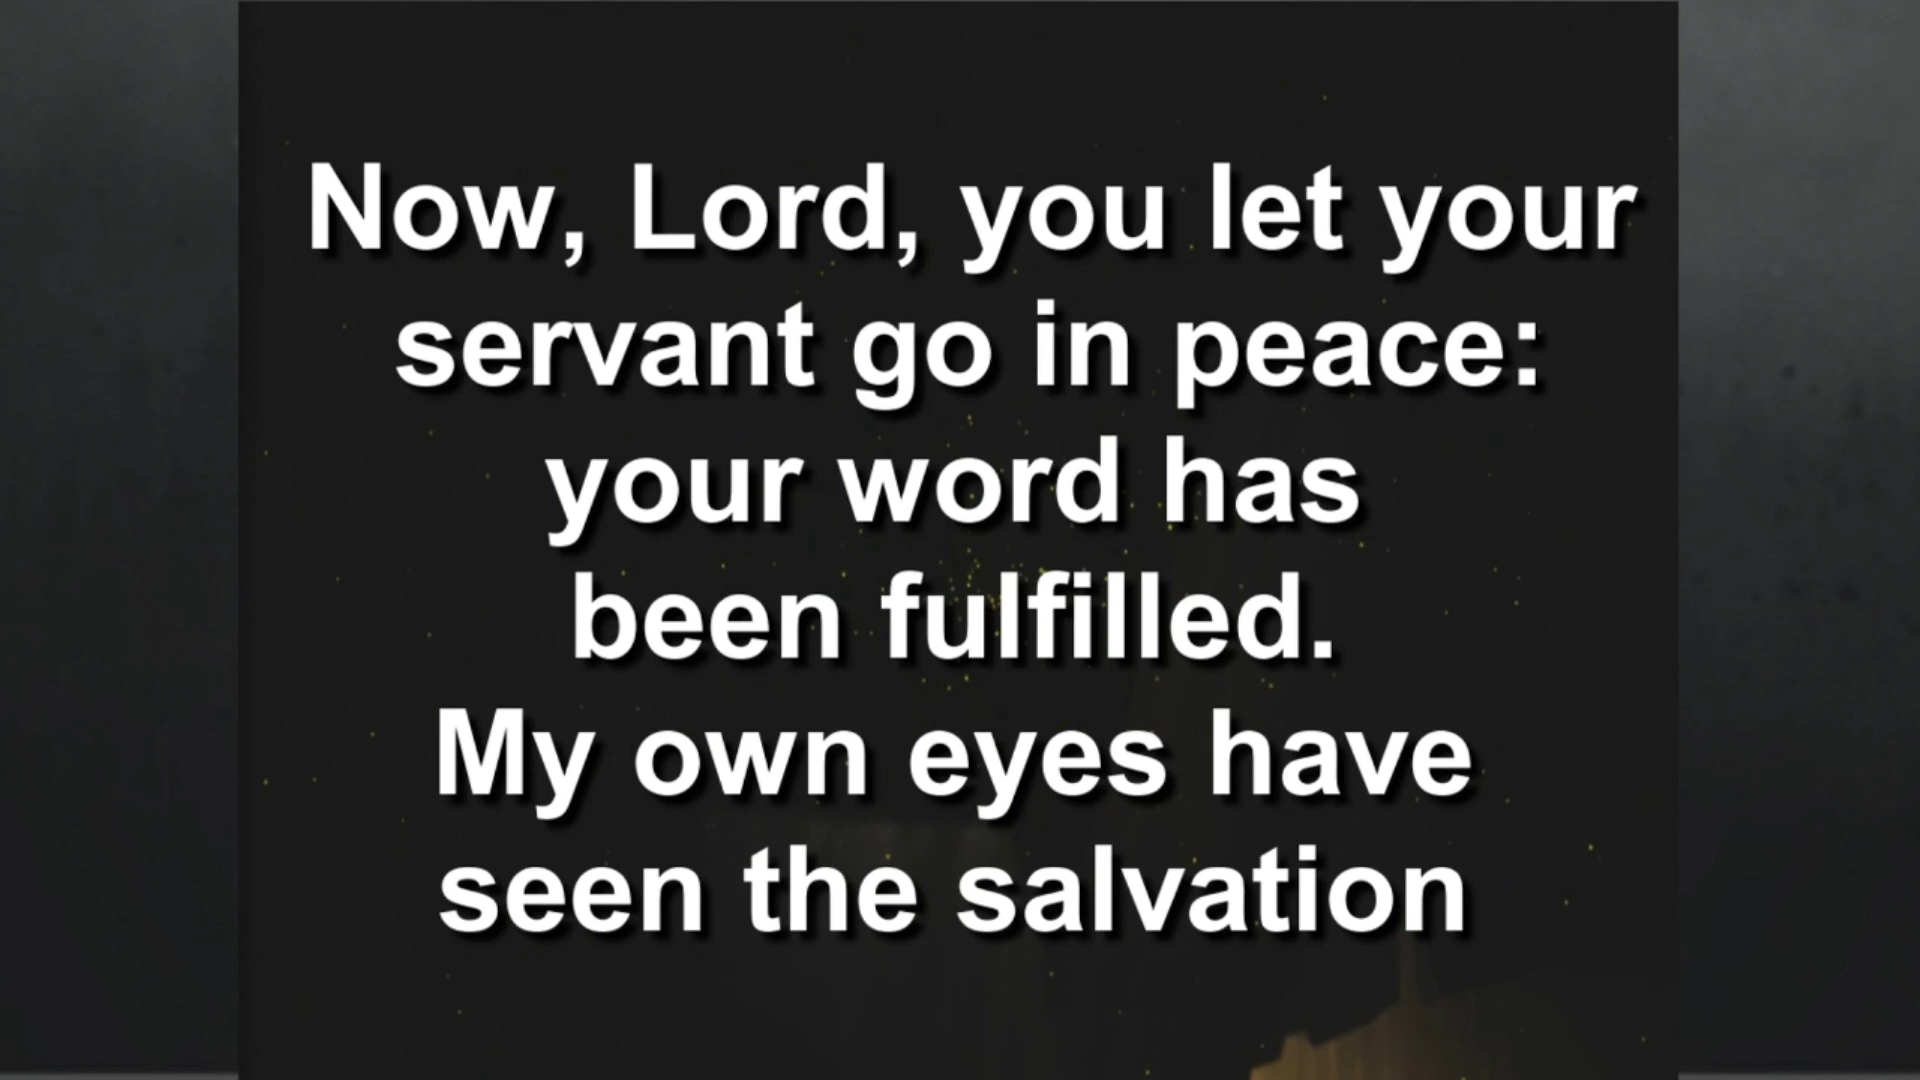 Now, Lord, you let your
servant go in peace:
your word has
been fulfilled.
My own eyes have
seen the salvation